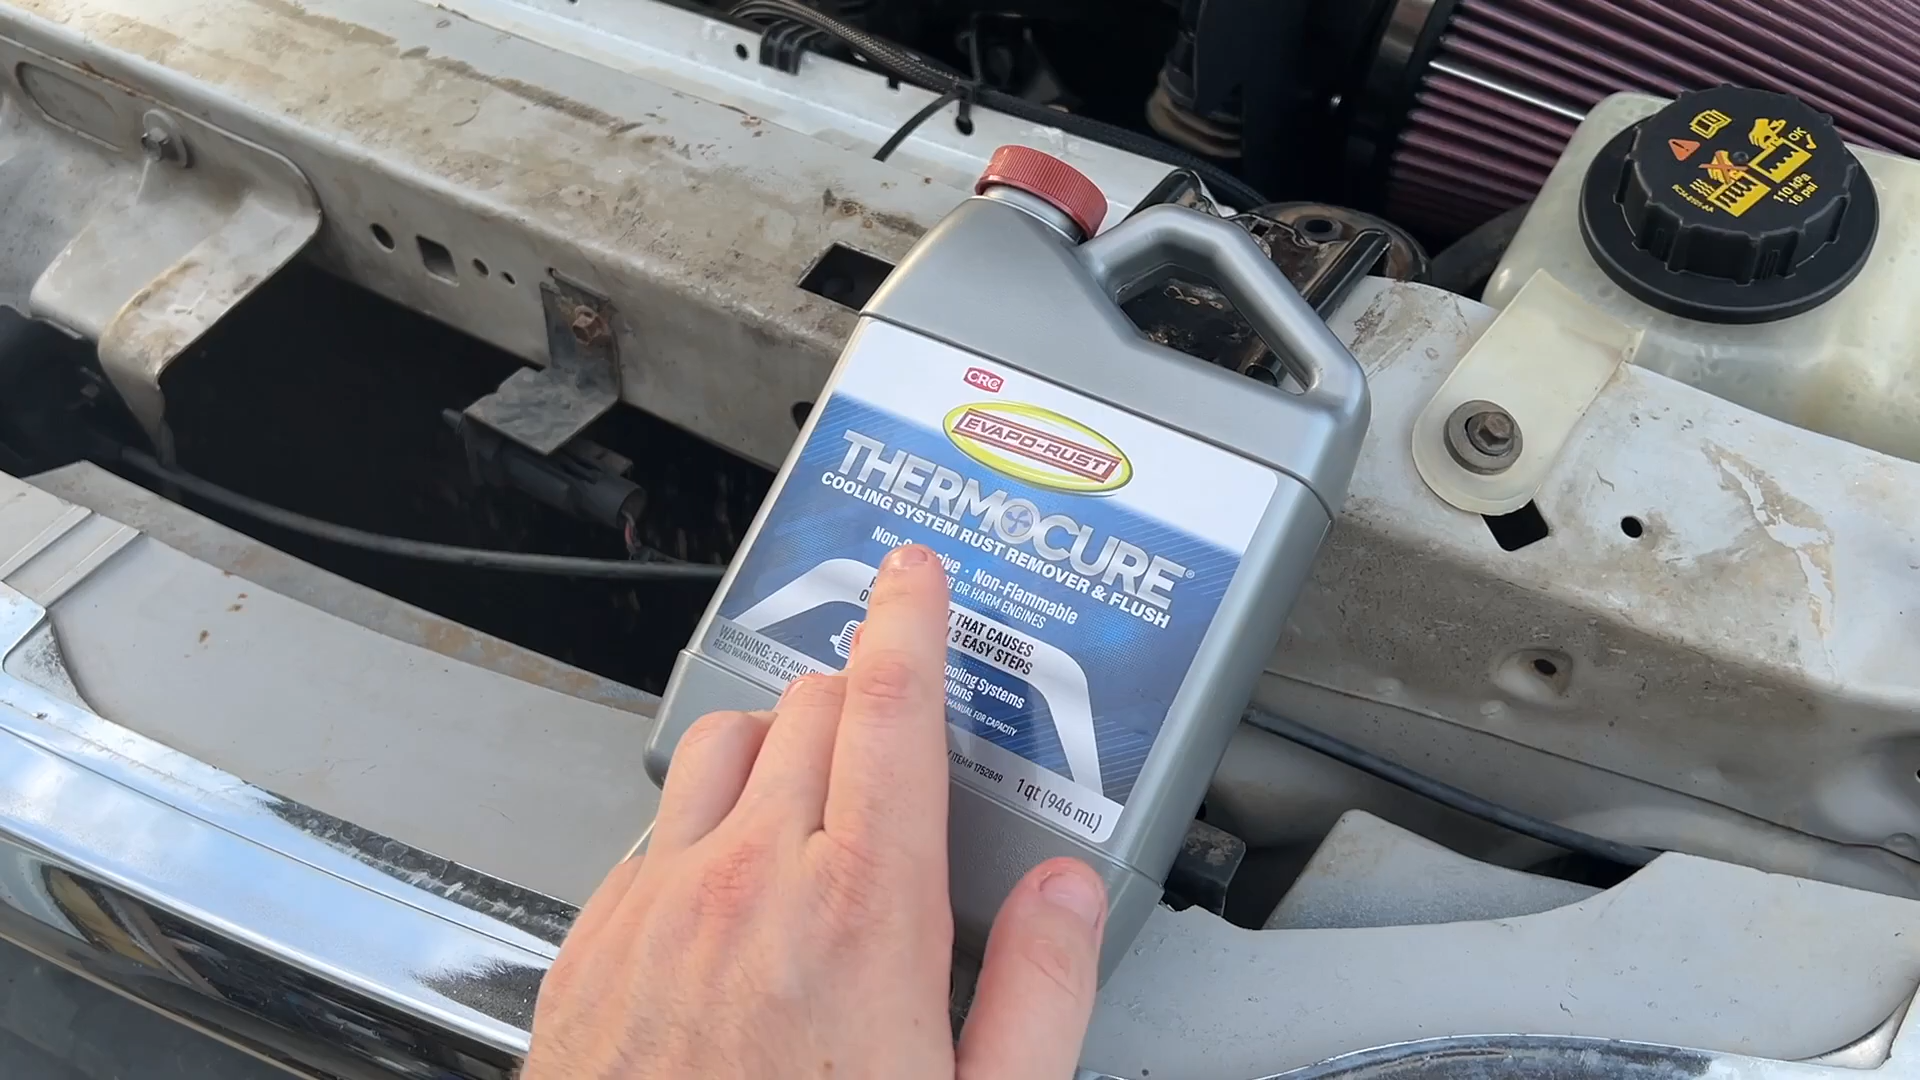 OK
110 kPa
16 psi
CRC
EVAPO-RUST
THERMOCURE®
COOLING SYSTEM RUST REMOVER & FLUSH
Non-Flammable
OR HARM ENGINES
THAT CAUSES
3 EASY STEPS
WARNING: EYE AND
READ WARNINGS ON
Cooling Systems
MANUAL FOR CAPACITY
ITEM# 1752849
1 qt (946 mL)